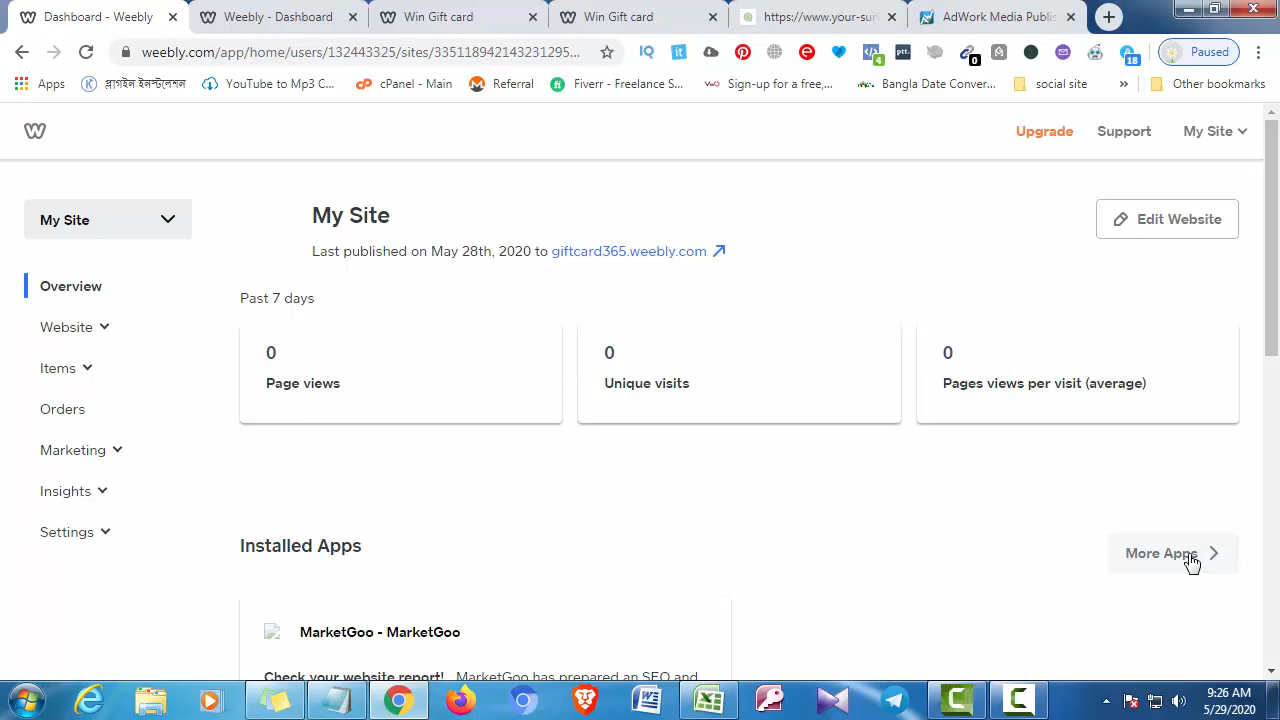 Dashboard - Weebly
Weebly - Dashboard
Win Gift card
Win Gift card
https://www.your-sur
AdWork Media Publis
weebly.com/app/home/users/132443325/sites/33511
Paused
4
ptt.
0
18
Apps
YouTube to Mp3 C...
cPanel - Main
Referral
Fiverr - Freelance S...
Sign-up for a free,...
Bangla Date Conver...
social site
Other bookmarks
Upgrade
Support
My Site
My Site
My Site
Edit Website
Last published on May 28th, 2020 to giftcard365.weebly.com
Overview
Past 7 days
Website
0
0
0
Items
Page views
Unique visits
Pages views per visit (average)
Orders
Marketing
Insights
Settings
Installed Apps
More Apps
MarketGoo - MarketGoo
Check your website report! MarketGoo has prepared an SEO and
9:26 AM
5/29/2020